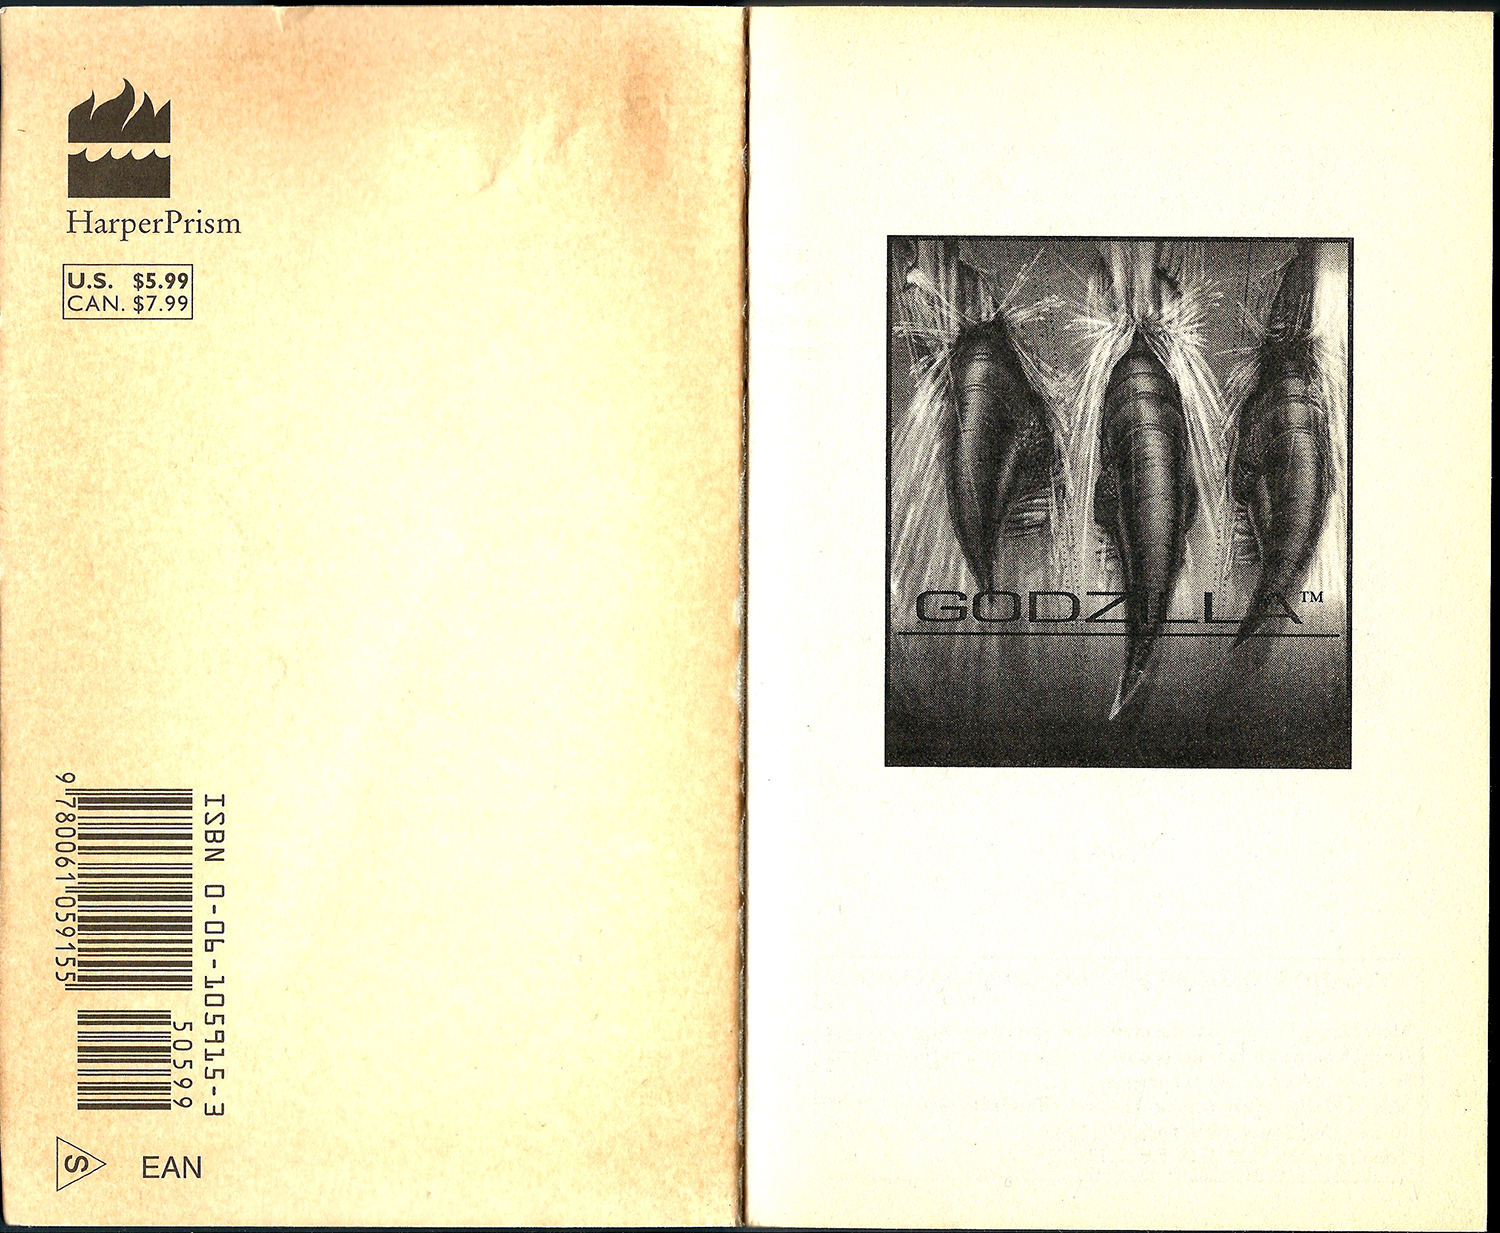 HarperPrism
U.S. $5.99
CAN. $7.99
ISBN 0-06-105915-3
9 780061 059155
50599
S
EAN
GODZILLA™